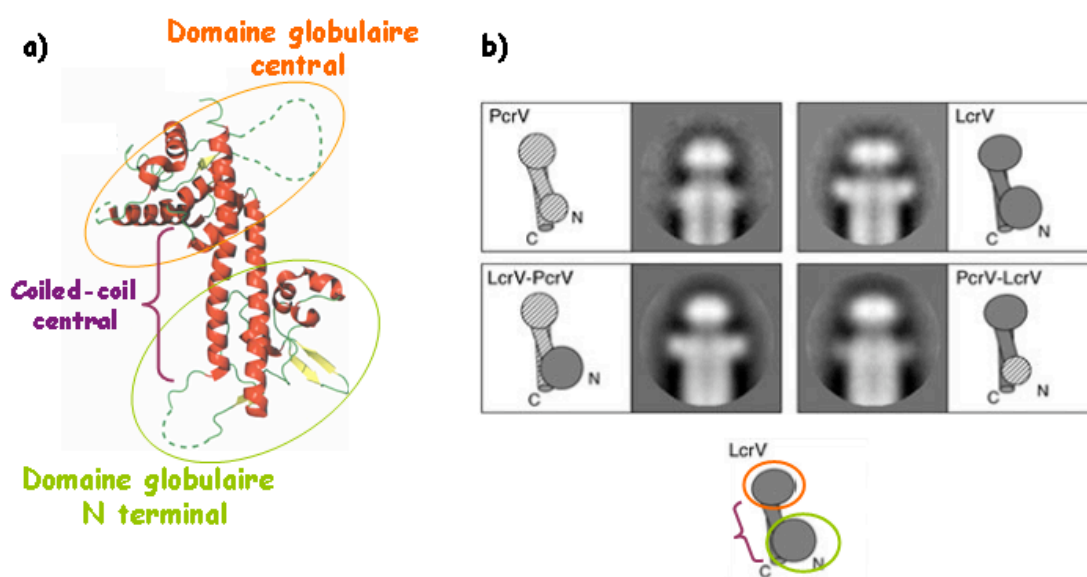 a)
Domaine globulaire
central
Coiled-coil
central
Domaine globulaire
N terminal
b)
PcrV
N
C
LcrV
N
C
LcrV-PcrV
N
C
PcrV-LcrV
N
C
LcrV
C
N